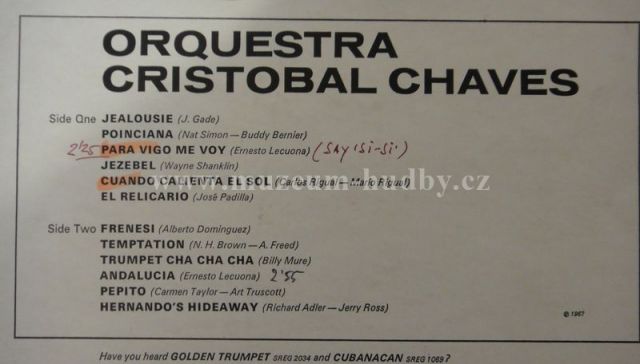 ORQUESTRA
CRISTOBAL CHAVES
Side One JEALOUSIE (J. Gade)
POINCIANA (Nat Simon — Buddy Bernier)
2'25 PARA VIGO ME VOY (Ernesto Lecuona) (SAY 'Si-Si')
JEZEBEL (Wayne Shanklin)
CUANDO CALIENTA EL SOL (Carlos Rigual — Mario Rigual)
www.muzeum-hudby.cz
EL RELICARIO (José Padilla)
Side Two FRENESI (Alberto Dominguez)
TEMPTATION (N. H. Brown — A. Freed)
TRUMPET CHA CHA CHA (Billy Mure)
ANDALUCIA (Ernesto Lecuona) 2'55
PEPITO (Carmen Taylor — Art Truscott)
HERNANDO'S HIDEAWAY (Richard Adler — Jerry Ross)
© 1967
Have you heard GOLDEN TRUMPET SREG 2034 and CUBANACAN SREG 1069?